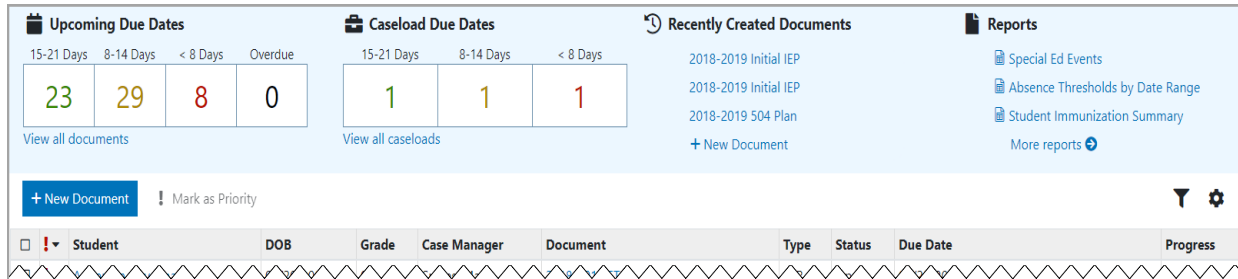 Upcoming Due Dates
15-21 Days 8-14 Days < 8 Days Overdue
23 29 8 0
View all documents
Caseload Due Dates
15-21 Days 8-14 Days < 8 Days
1 1 1
View all caseloads
Recently Created Documents
2018-2019 Initial IEP
2018-2019 Initial IEP
2018-2019 504 Plan
+ New Document
Reports
Special Ed Events
Absence Thresholds by Date Range
Student Immunization Summary
More reports
+ New Document ! Mark as Priority
! Student DOB Grade Case Manager Document Type Status Due Date Progress